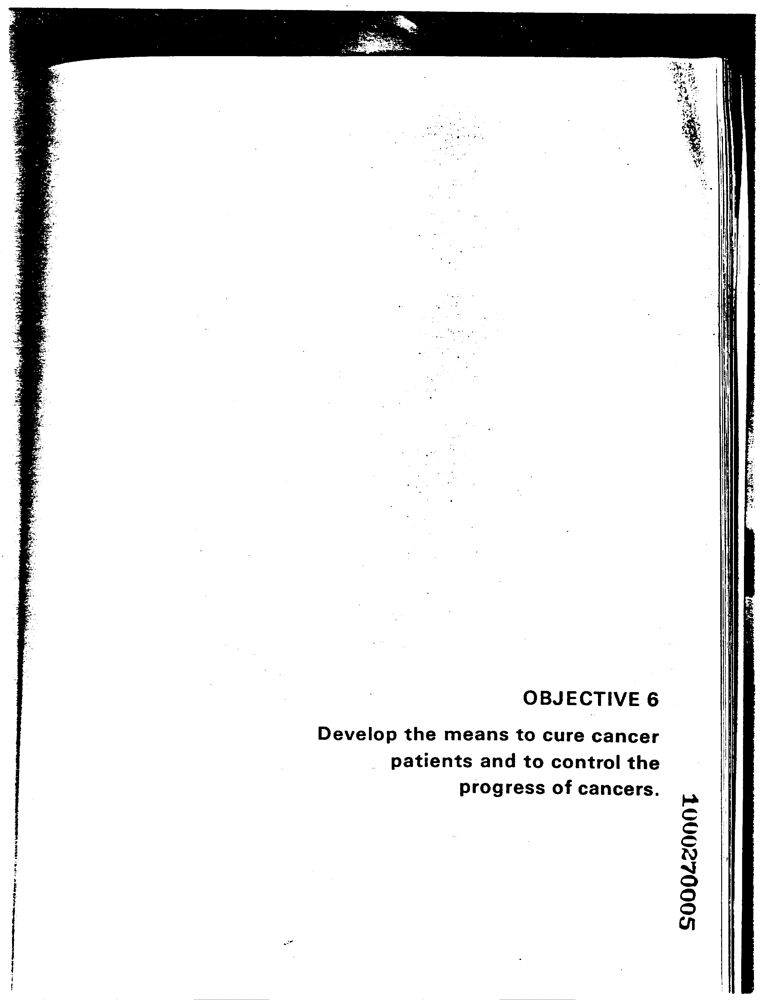 OBJECTIVE 6
Develop the means to cure cancer
patients and to control the
progress of cancers.
1000270005